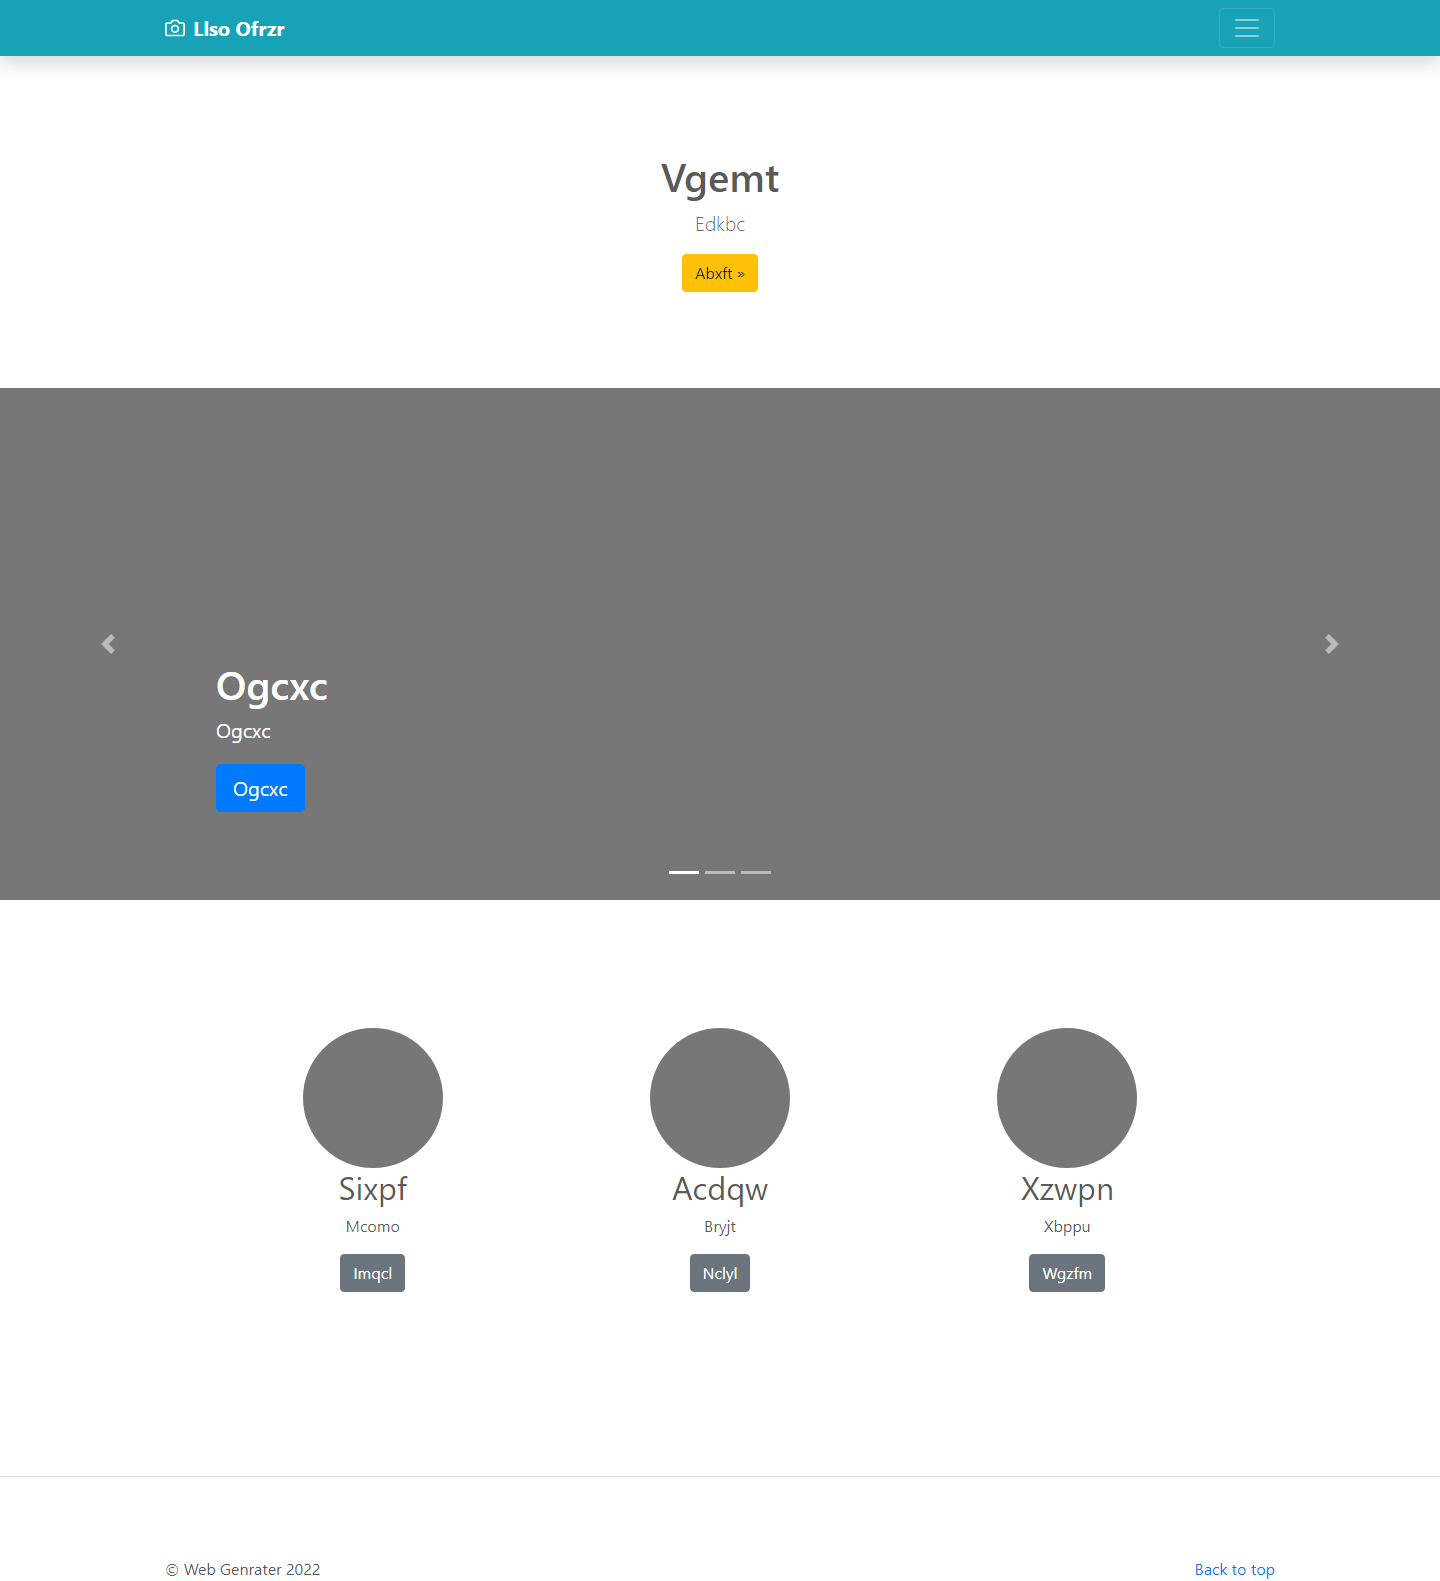 Llso Ofrzr
Vgemt
Edkbc
Abxft »
Ogcxc
Ogcxc
Ogcxc
Sixpf
Mcomo
Imqcl
Acdqw
Bryjt
Nclyl
Xzwpn
Xbppu
Wgzfm
© Web Genrater 2022
Back to top